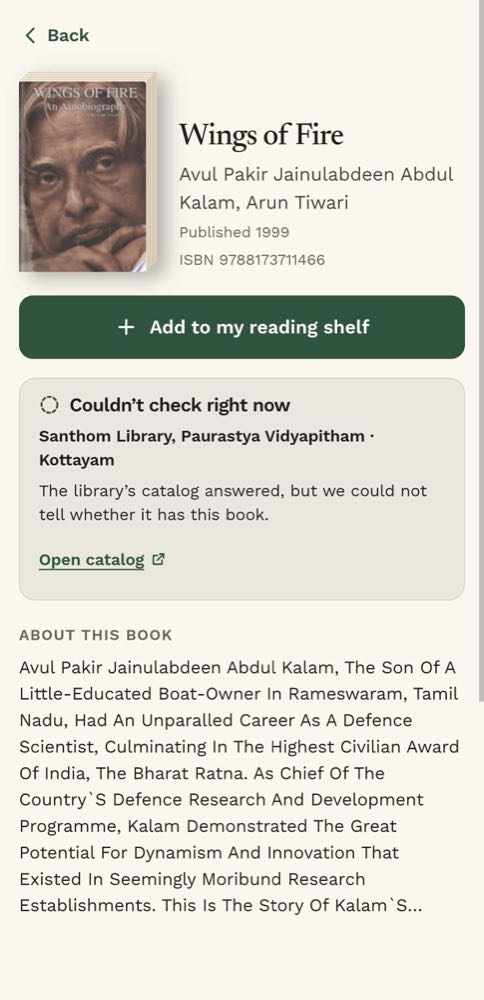 Back
WINGS OF FIRE
An Autobiography
Wings of Fire
Avul Pakir Jainulabdeen Abdul
Kalam, Arun Tiwari
Published 1999
ISBN 9788173711466
+ Add to my reading shelf
Couldn’t check right now
Santhom Library, Paurastya Vidyapitham ·
Kottayam
The library’s catalog answered, but we could not
tell whether it has this book.
Open catalog
ABOUT THIS BOOK
Avul Pakir Jainulabdeen Abdul Kalam, The Son Of A
Little-Educated Boat-Owner In Rameswaram, Tamil
Nadu, Had An Unparalled Career As A Defence
Scientist, Culminating In The Highest Civilian Award
Of India, The Bharat Ratna. As Chief Of The
Country`S Defence Research And Development
Programme, Kalam Demonstrated The Great
Potential For Dynamism And Innovation That
Existed In Seemingly Moribund Research
Establishments. This Is The Story Of Kalam`S...